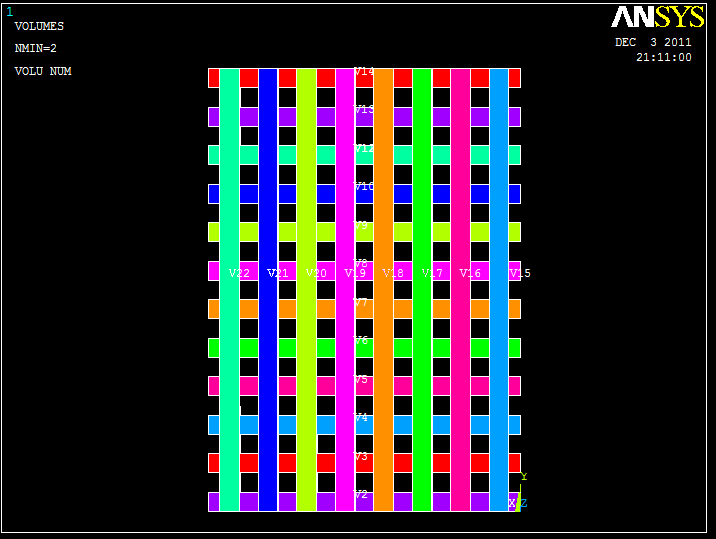 1
ANSYS
VOLUMES
NMIN=2
VOLU NUM
DEC 3 2011
21:11:00
V14
V13
V12
V10
V9
V8
V22 V21 V20 V19 V18 V17 V16 V15
V7
V6
V5
V4
V3
V2
Y
X Z